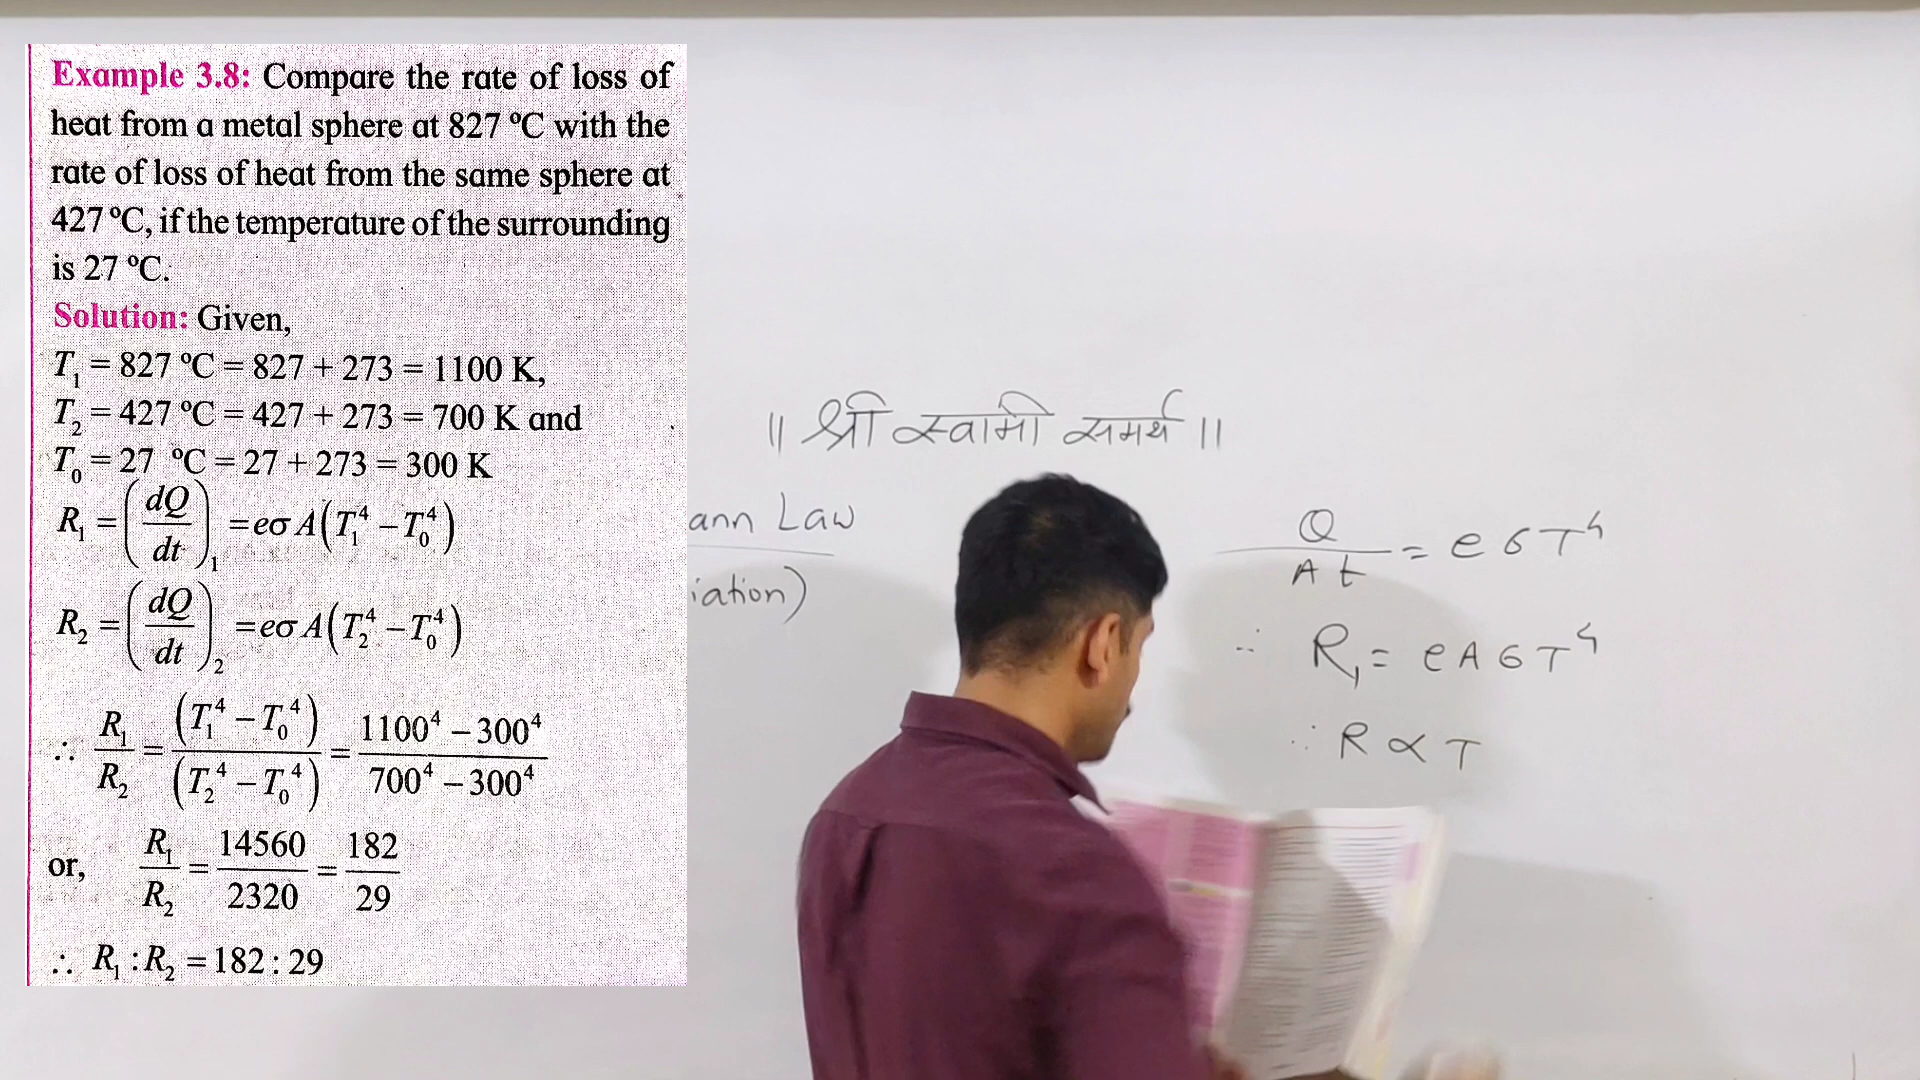 Example 3.8: Compare the rate of loss of
heat from a metal sphere at 827 °C with the
rate of loss of heat from the same sphere at
427 °C, if the temperature of the surrounding
is 27 °C.
Solution: Given,
T₁ = 827 °C = 827 + 273 = 1100 K,
T₂ = 427 °C = 427 + 273 = 700 K and
T₀ = 27 °C = 27 + 273 = 300 K
R₁ = (dQ/dt)₁ = eσ A(T₁⁴ − T₀⁴)
R₂ = (dQ/dt)₂ = eσ A(T₂⁴ − T₀⁴)
∴ R₁/R₂ = (T₁⁴ − T₀⁴)/(T₂⁴ − T₀⁴) = (1100⁴ − 300⁴)/(700⁴ − 300⁴)
or, R₁/R₂ = 14560/2320 = 182/29
∴ R₁ : R₂ = 182 : 29
॥ श्री स्वामी समर्थ ॥
ann Law
iation)
Q/At = eσT⁴
∴ R₁ = eAσT⁴
∴ R ∝ T